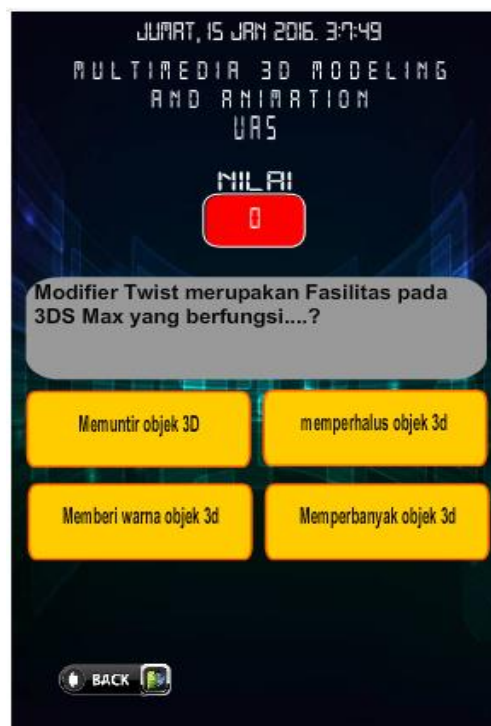 JUMAT, 15 JAN 2016. 3:7:49
MULTIMEDIA 3D MODELING
AND ANIMATION
UAS
NILAI
0
Modifier Twist merupakan Fasilitas pada
3DS Max yang berfungsi....?
Memuntir objek 3D
memperhalus objek 3d
Memberi warna objek 3d
Memperbanyak objek 3d
BACK